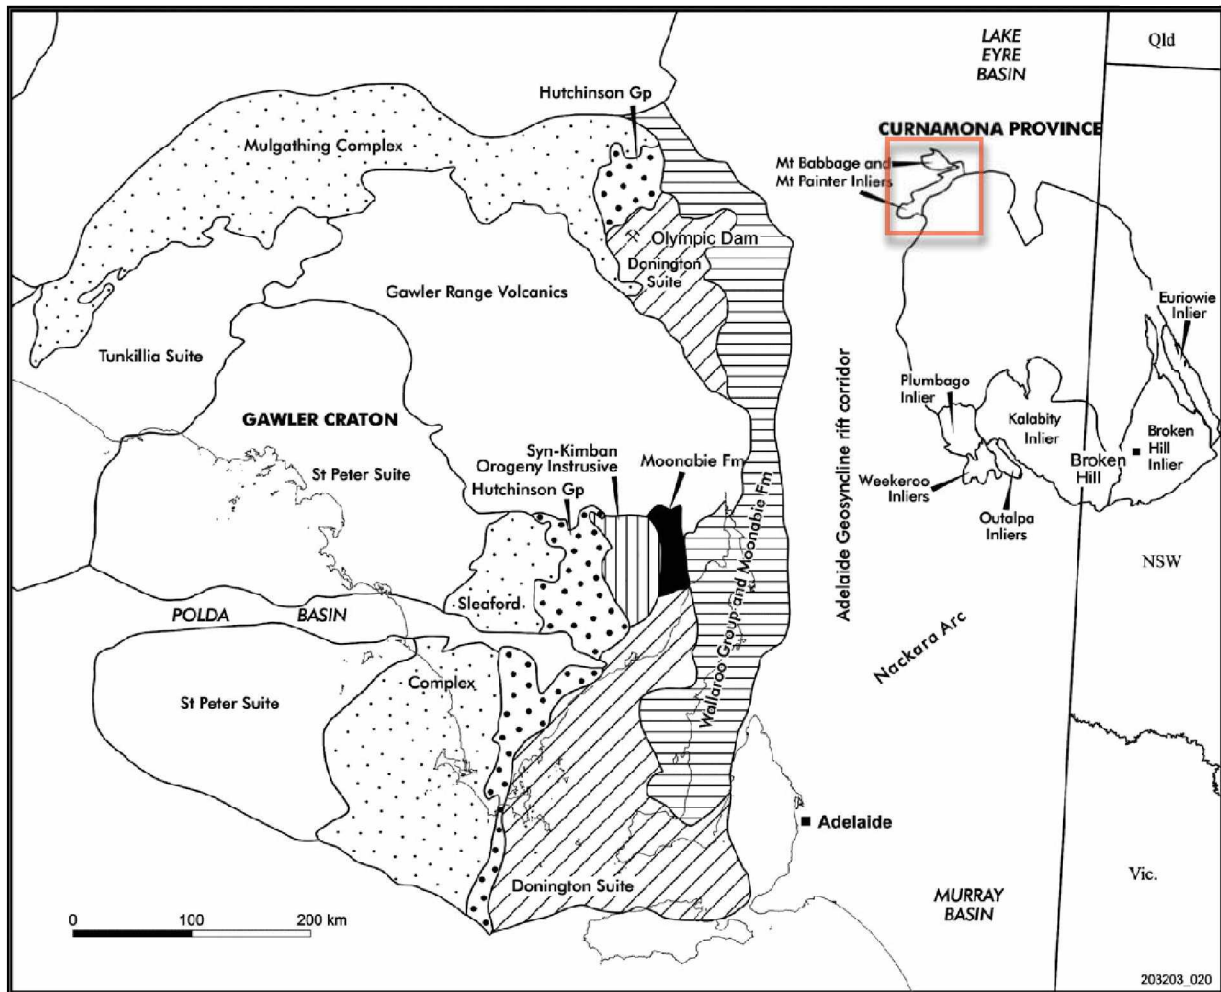 LAKE
EYRE
BASIN
Qld
Hutchinson Gp
CURNAMONA PROVINCE
Mulgathing Complex
Mt Babbage and
Mt Painter Inliers
Olympic Dam
Donington
Suite
Gawler Range Volcanics
Euriowie
Inlier
Tunkillia Suite
Adelaide Geosyncline rift corridor
Plumbago
Inlier
GAWLER CRATON
Kalabity
Inlier
Broken
Hill
Inlier
Syn-Kimban
Orogeny Instrusive
Hutchinson Gp
Moonabie Fm
St Peter Suite
Broken
Hill
Weekeroo
Inliers
Outalpa
Inliers
Wallaroo Group and Moonabie Fm
NSW
Sleaford
POLDA BASIN
Nackara Arc
Complex
St Peter Suite
Adelaide
Donington Suite
Vic.
MURRAY
BASIN
0 100 200 km
203203_020